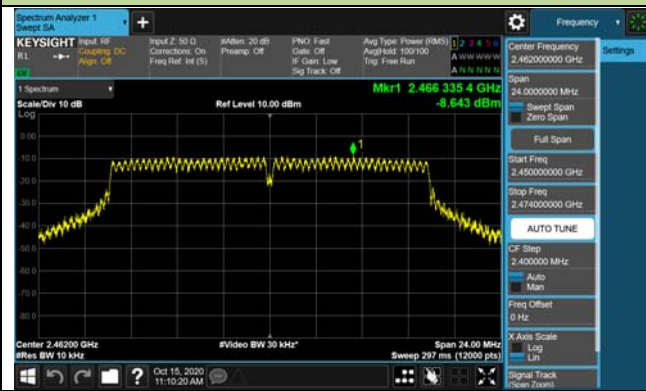 Spectrum Analyzer 1
Swept SA
+
Frequency
KEYSIGHT
Input: RF
Coupling: DC
Align: Off
Input Z: 50 Ω
Corrections: On
Freq Ref: Int (S)
#Atten: 20 dB
Preamp: Off
PNO: Fast
Gate: Off
IF Gain: Low
Sig Track: Off
Avg Type: Power (RMS)
Avg|Hold: 100/100
Trig: Free Run
1 2 3 4 5 6
A W W W W W
A N N N N N
RL
1 Spectrum
Scale/Div 10 dB
Ref Level 10.00 dBm
Mkr1 2.466 335 4 GHz
-8.643 dBm
Log
0.00
-10.0
-20.0
-30.0
-40.0
-50.0
-60.0
-70.0
-80.0
1
Center 2.46200 GHz
#Video BW 30 kHz*
Span 24.00 MHz
#Res BW 10 kHz
Sweep 297 ms (12000 pts)
Center Frequency
2.462000000 GHz
Settings
Span
24.0000000 MHz
Swept Span
Zero Span
Full Span
Start Freq
2.450000000 GHz
Stop Freq
2.474000000 GHz
AUTO TUNE
CF Step
2.400000 MHz
Auto
Man
Freq Offset
0 Hz
X Axis Scale
Log
Lin
Signal Track
(Span Zoom)
?
Oct 15, 2020
11:10:20 AM